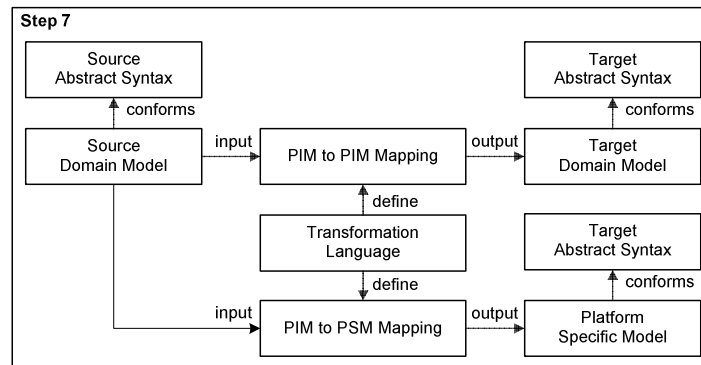 Step 7
Source
Abstract Syntax
Target
Abstract Syntax
conforms
conforms
Source
Domain Model
input
PIM to PIM Mapping
output
Target
Domain Model
define
Transformation
Language
Target
Abstract Syntax
define
conforms
input
PIM to PSM Mapping
output
Platform
Specific Model